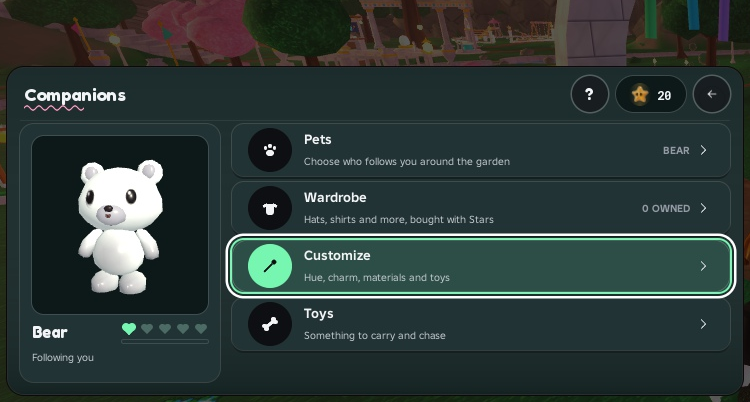 Companions
?
20
Pets
Choose who follows you around the garden
BEAR
Wardrobe
Hats, shirts and more, bought with Stars
0 OWNED
Customize
Hue, charm, materials and toys
Toys
Something to carry and chase
Bear
Following you